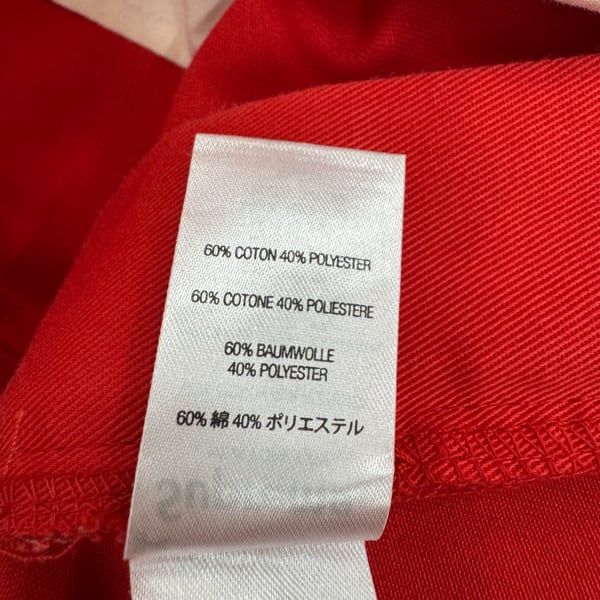 60% COTON 40% POLYESTER
60% COTONE 40% POLIESTERE
60% BAUMWOLLE
40% POLYESTER
60% 綿 40% ポリエステル